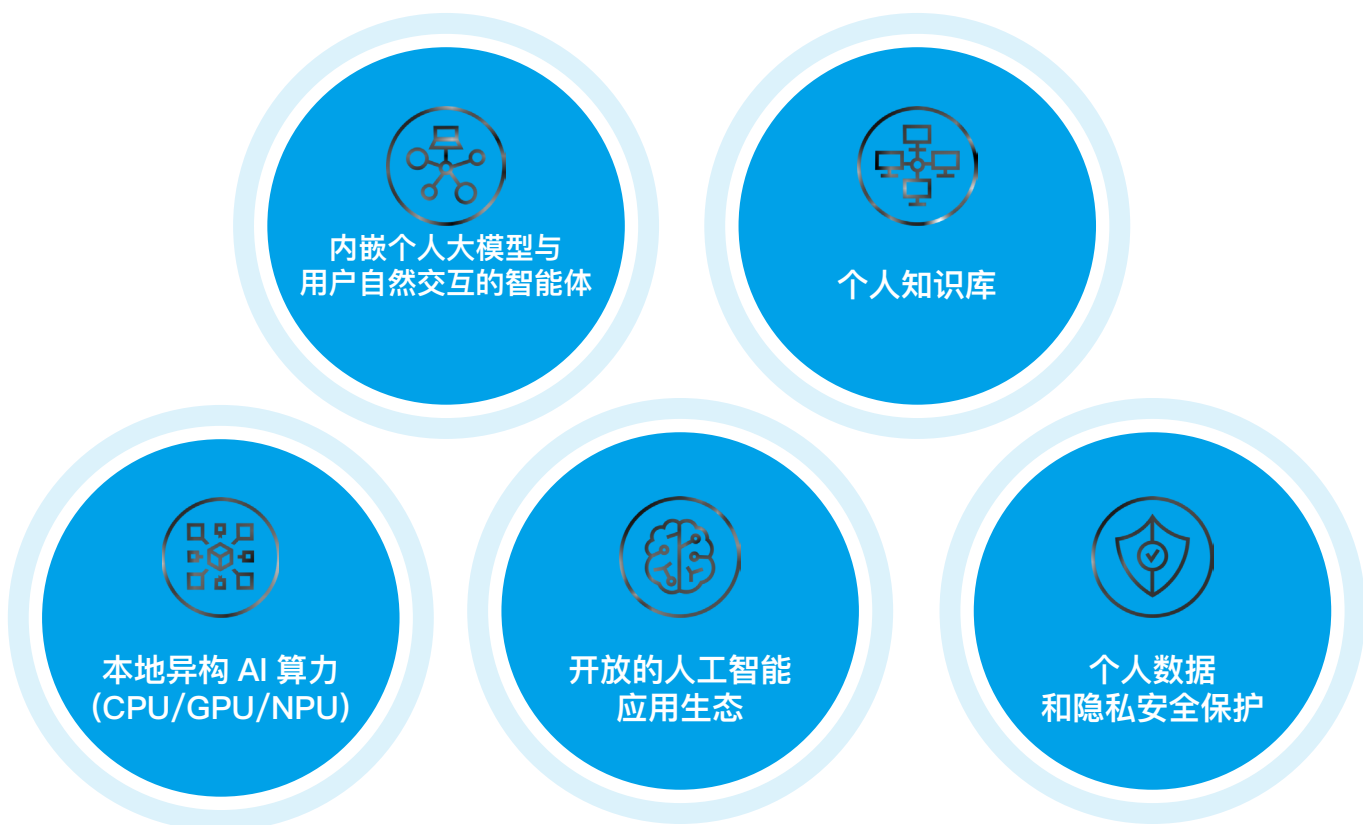 内嵌个人大模型与
用户自然交互的智能体
个人知识库
本地异构 AI 算力
(CPU/GPU/NPU)
开放的人工智能
应用生态
个人数据
和隐私安全保护